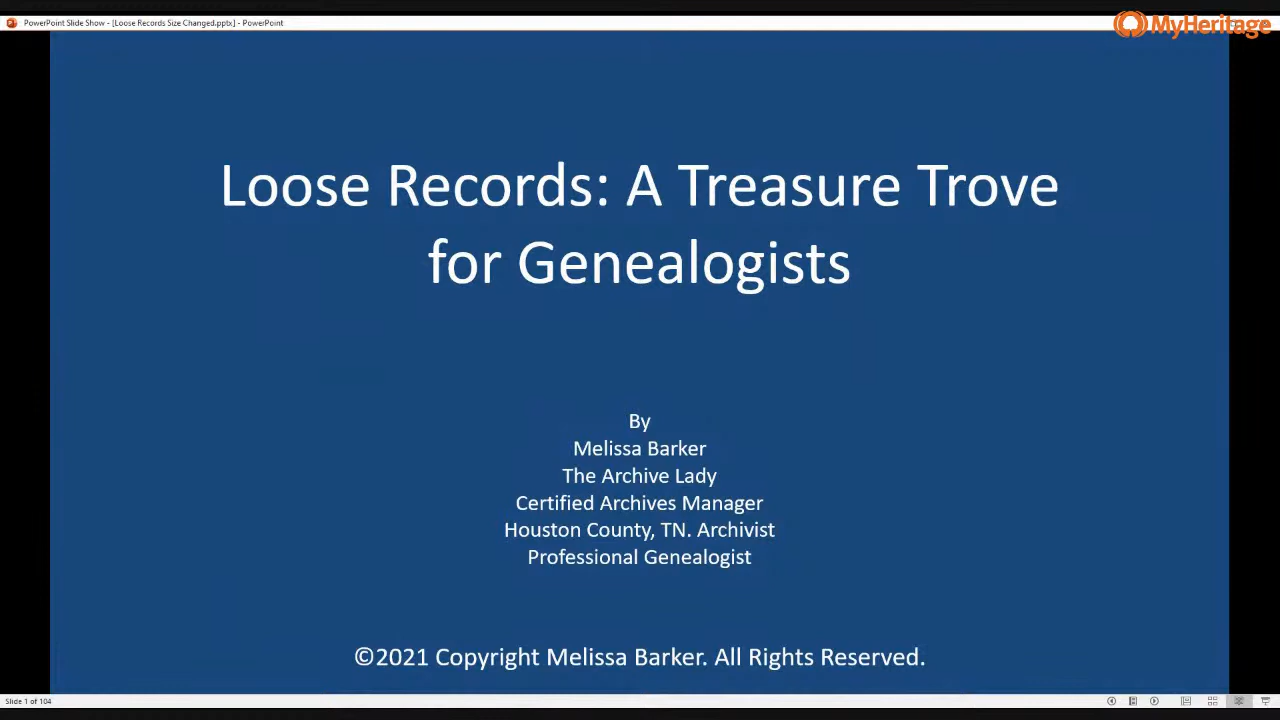 PowerPoint Slide Show - [Loose Records Size Changed.pptx] - PowerPoint
MyHeritage
Loose Records: A Treasure Trove
for Genealogists
By
Melissa Barker
The Archive Lady
Certified Archives Manager
Houston County, TN. Archivist
Professional Genealogist
©2021 Copyright Melissa Barker. All Rights Reserved.
Slide 1 of 104